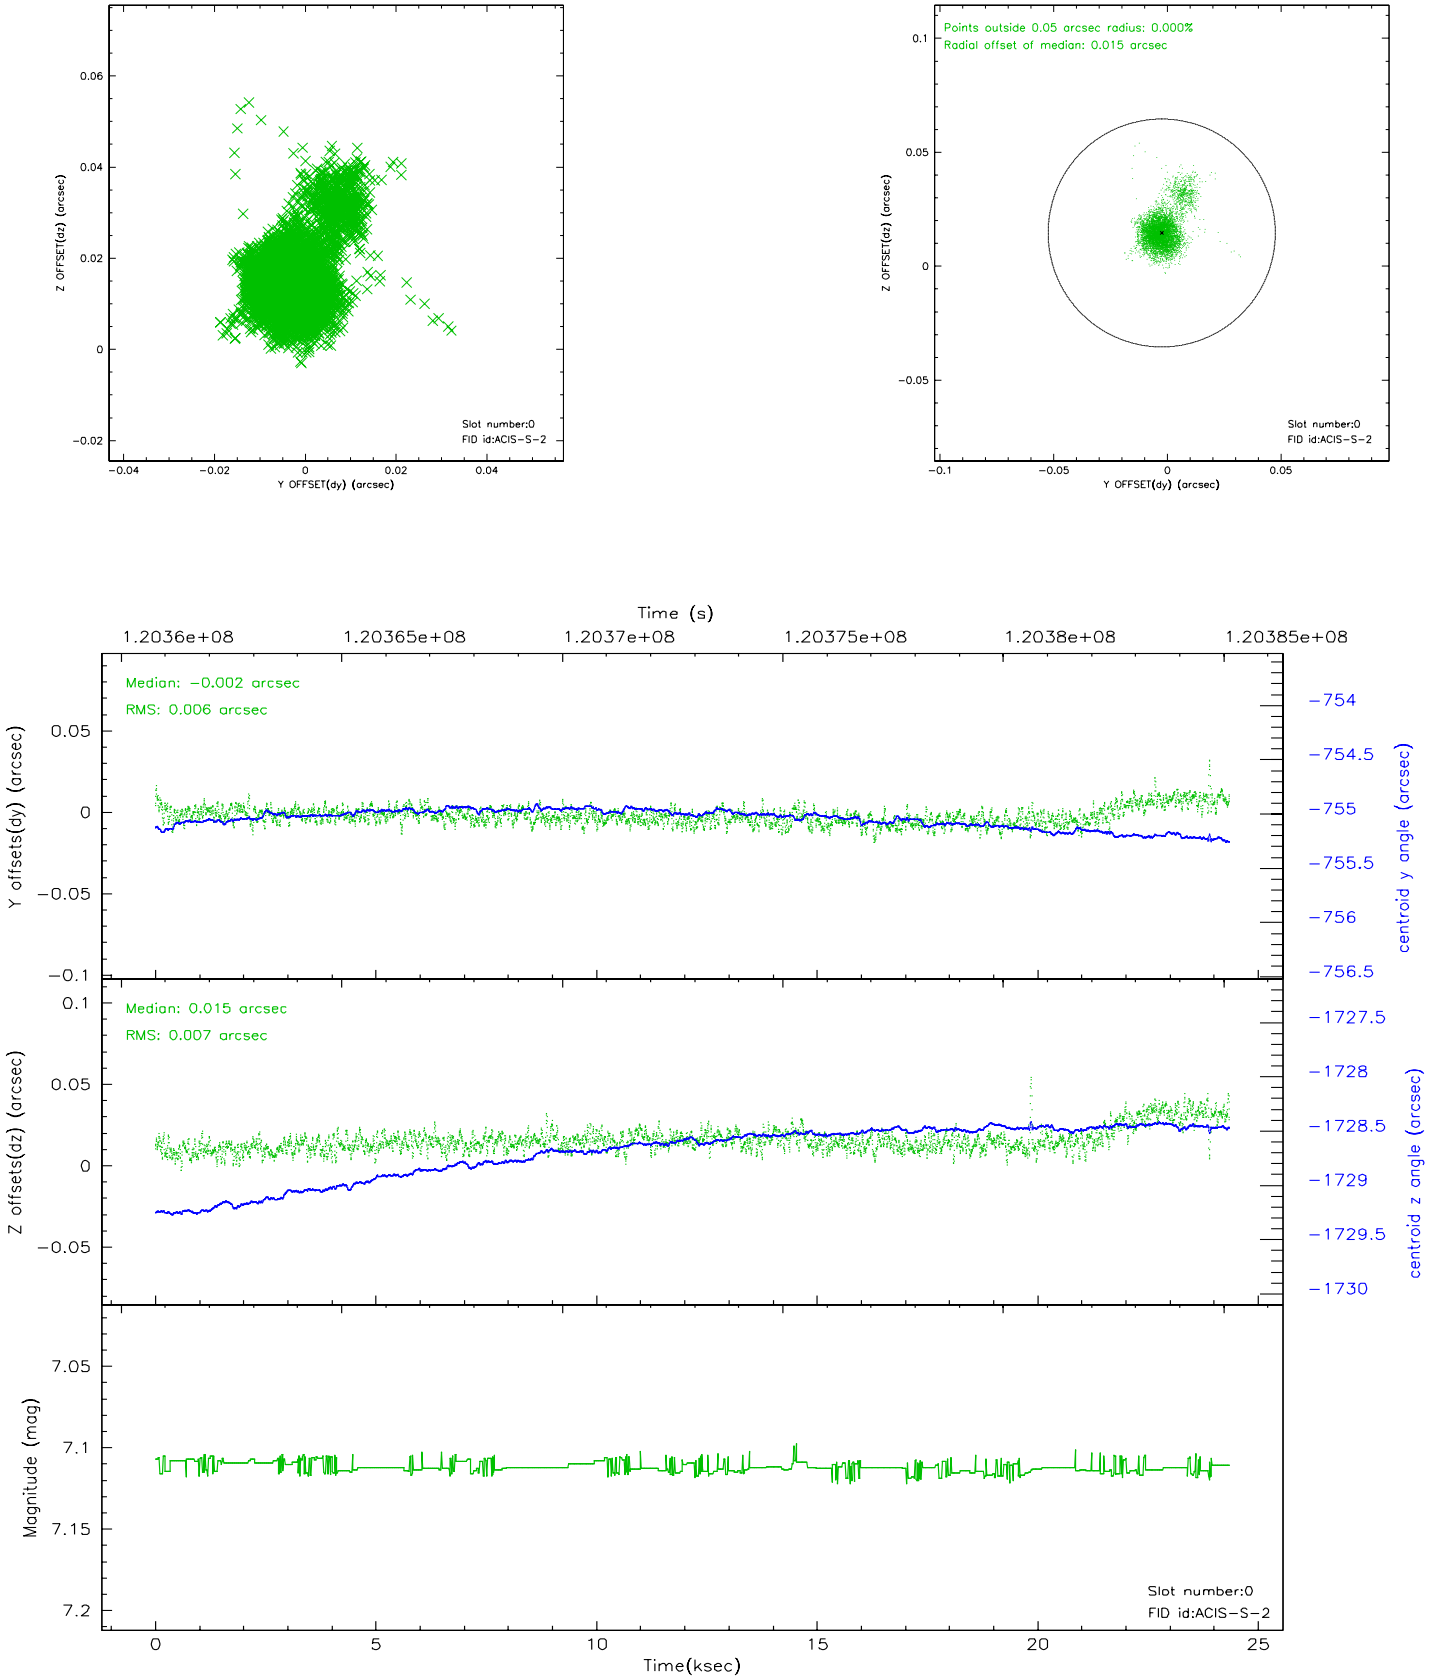 0.06
0.04
0.02
0
-0.02
Z OFFSET(dz) (arcsec)
-0.04 -0.02 0 0.02 0.04
Y OFFSET(dy) (arcsec)
Slot number:0
FID id:ACIS-S-2
Points outside 0.05 arcsec radius: 0.000%
Radial offset of median: 0.015 arcsec
0.1
0.05
0
-0.05
Z OFFSET(dz) (arcsec)
-0.1 -0.05 0 0.05
Y OFFSET(dy) (arcsec)
Slot number:0
FID id:ACIS-S-2
Time (s)
1.2036e+08 1.20365e+08 1.2037e+08 1.20375e+08 1.2038e+08 1.20385e+08
Median: -0.002 arcsec
RMS: 0.006 arcsec
0.05
0
-0.05
-0.1
Y offsets(dy) (arcsec)
-754
-754.5
-755
-755.5
-756
-756.5
centroid y angle (arcsec)
Median: 0.015 arcsec
RMS: 0.007 arcsec
0.1
0.05
0
-0.05
Z offsets(dz) (arcsec)
-1727.5
-1728
-1728.5
-1729
-1729.5
-1730
centroid z angle (arcsec)
7.05
7.1
7.15
7.2
Magnitude (mag)
Slot number:0
FID id:ACIS-S-2
0 5 10 15 20 25
Time(ksec)